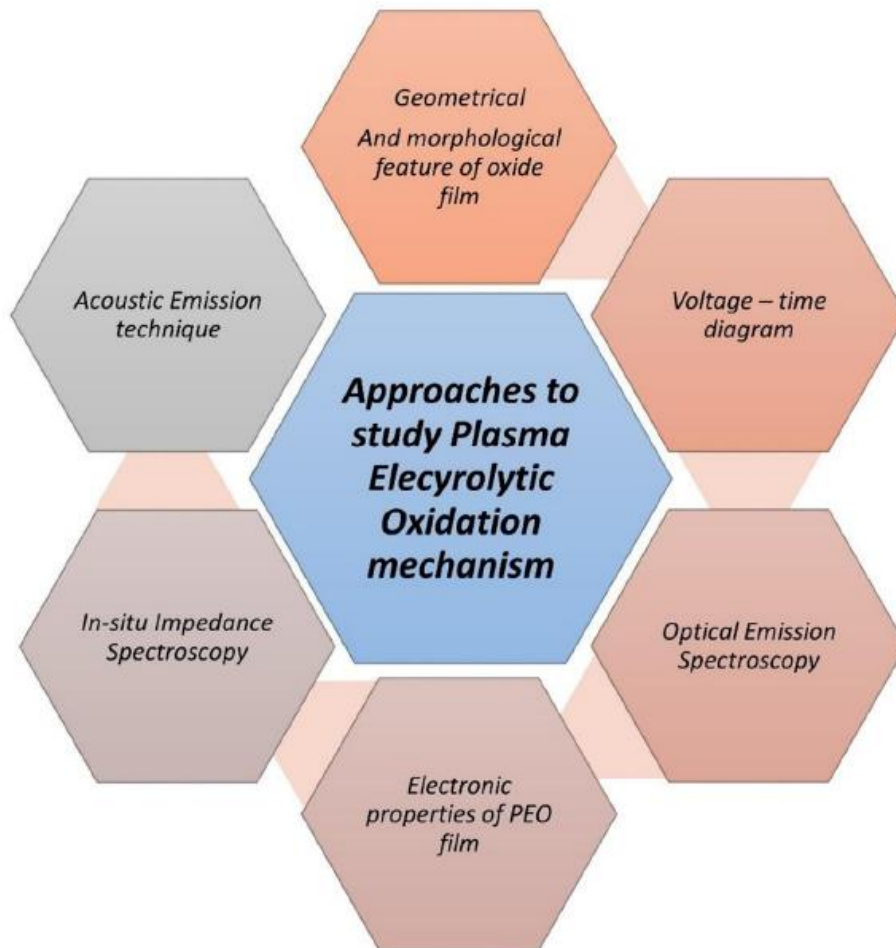 Geometrical
And morphological
feature of oxide
film
Acoustic Emission
technique
Voltage – time
diagram
Approaches to
study Plasma
Elecyrolytic
Oxidation
mechanism
In-situ Impedance
Spectroscopy
Optical Emission
Spectroscopy
Electronic
properties of PEO
film